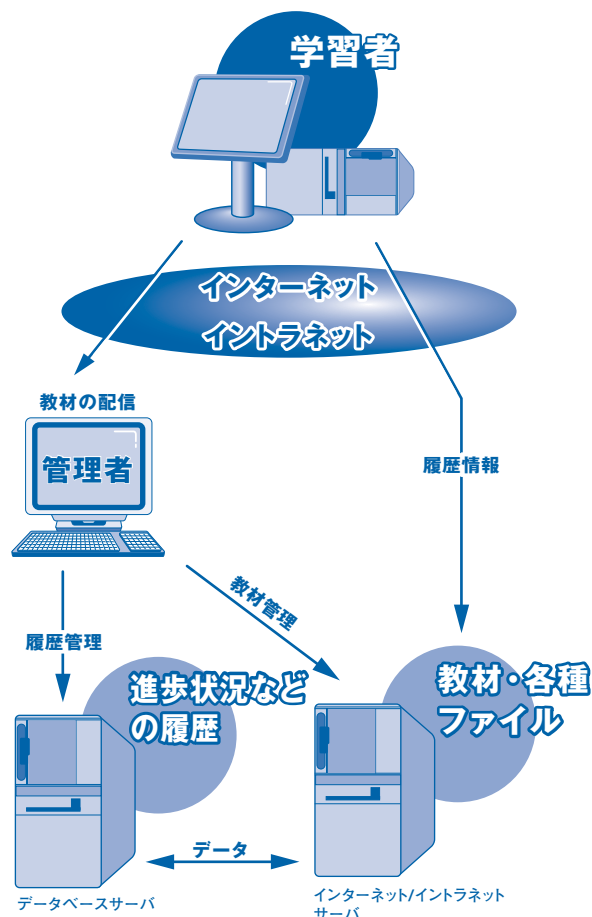 学習者
インターネット
イントラネット
教材の配信
管理者
履歴情報
教材管理
履歴管理
進歩状況など
の履歴
教材・各種
ファイル
データ
データベースサーバ
インターネット/イントラネット
サーバ